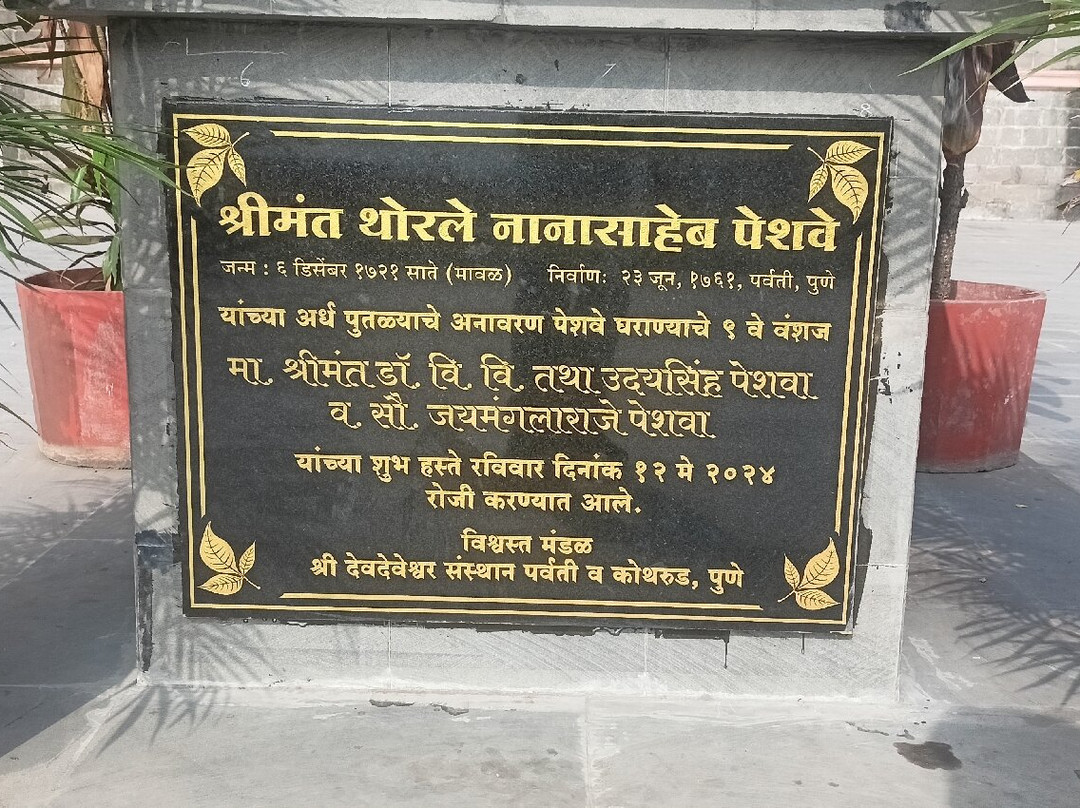 श्रीमंत थोरले नानासाहेब पेशवे
जन्म : ६ डिसेंबर १७२१ साते (मावळ) निर्वाण: २३ जून, १७६१, पर्वती, पुणे
यांच्या अर्ध पुतळ्याचे अनावरण पेशवे घराण्याचे ९ वे वंशज
मा. श्रीमंत डॉ. वि. वि. तथा उदयसिंह पेशवा
व. सौ. जयमंगलाराजे पेशवा
यांच्या शुभ हस्ते रविवार दिनांक १२ मे २०२४
रोजी करण्यात आले.
विश्वस्त मंडळ
श्री देवदेवेश्वर संस्थान पर्वती व कोथरुड, पुणे